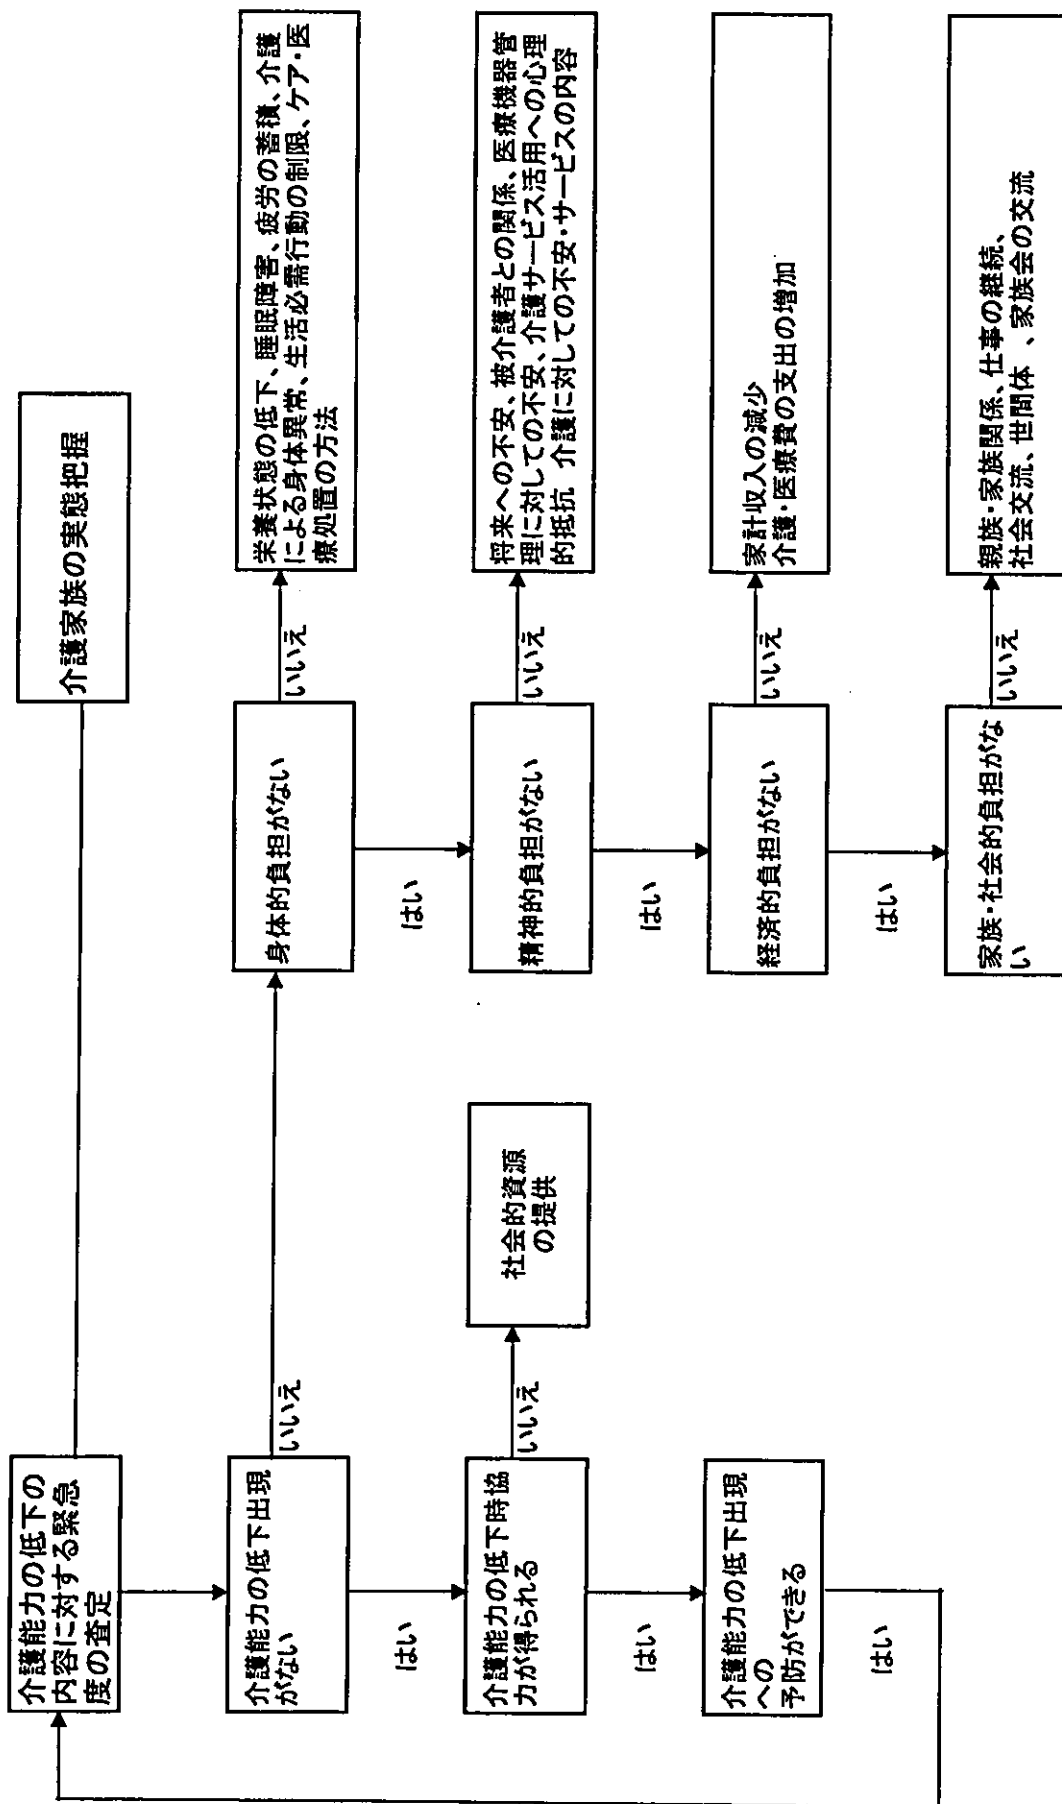 介護能力の低下の
内容に対する緊急
度の査定
介護家族の実態把握
介護能力の低下出現
がない
いいえ
はい
身体的負担がない
いいえ
はい
栄養状態の低下、睡眠障害、疲労の蓄積、介護
による身体異常、生活必需行動の制限、ケア・医
療処置の方法
介護能力の低下時協
力が得られる
いいえ
はい
社会的資源
の提供
精神的負担がない
いいえ
はい
将来への不安、被介護者との関係、医療機器管
理に対しての不安、介護サービス活用への心理
的抵抗 介護に対しての不安・サービスの内容
介護能力の低下出現
への
予防ができる
はい
経済的負担がない
いいえ
はい
家計収入の減少
介護・医療費の支出の増加
家族・社会的負担がな
い
いいえ
親族・家族関係、仕事の継続、
社会交流、世間体 、家族会の交流